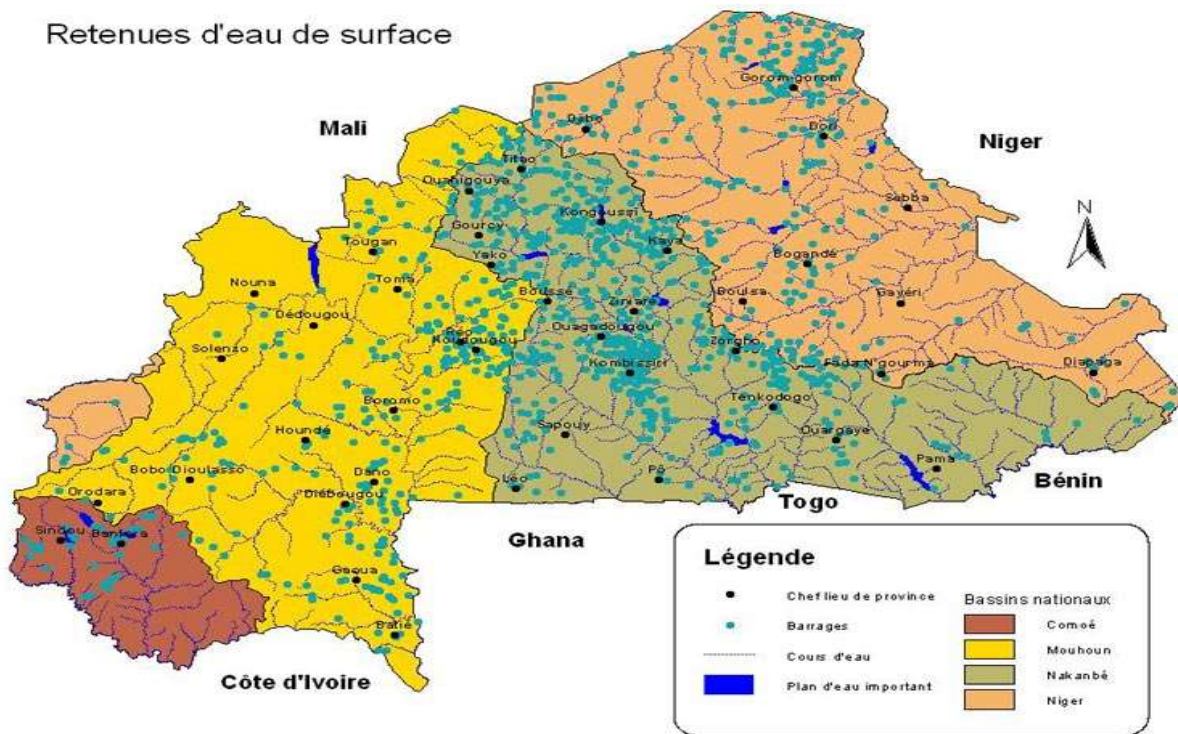 Retenues d'eau de surface
Mali
Niger
N
Gorom-gorom
Djibo
Dori
Titao
Sebba
Ouahigouya
Kongoussi
Gourcy
Kaya
Tougan
Yako
Bogandé
Nouna
Toma
Boussé
Ziniaré
Boulsa
Gayéri
Dédougou
Ouagadougou
Réo
Koudougou
Zorgho
Solenzo
Kombissiri
Fada N'gourma
Diapaga
Boromo
Tenkodogo
Houndé
Sapouy
Ouargaye
Bobo Dioulasso
Dano
Pô
Pama
Orodara
Diébougou
Léo
Bénin
Togo
Sindou
Banfora
Ghana
Gaoua
Batié
Côte d'Ivoire
Légende
Chef lieu de province
Barrages
Cours d'eau
Plan d'eau important
Bassins nationaux
Comoé
Mouhoun
Nakanbé
Niger